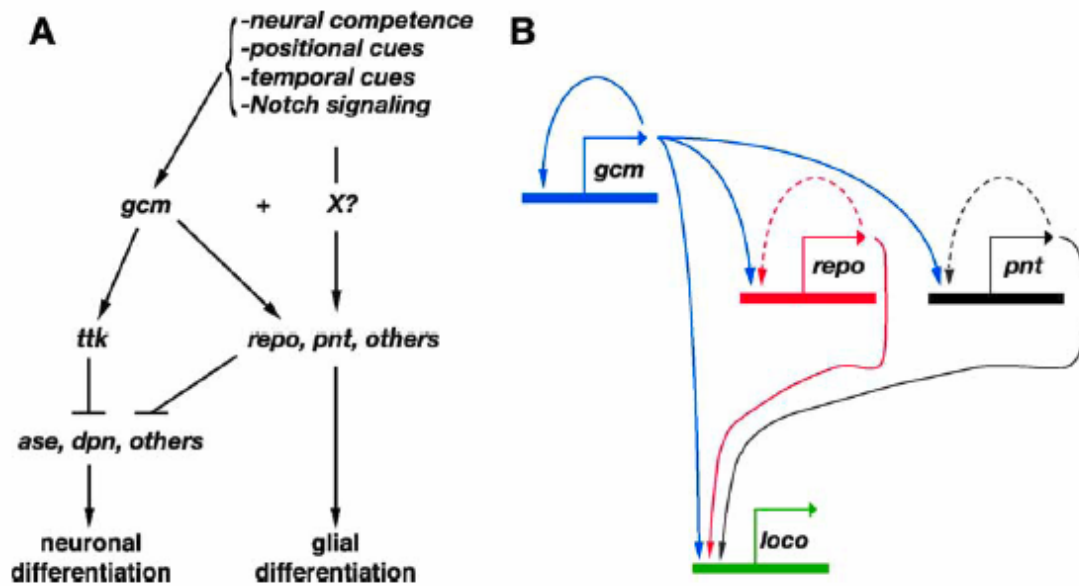 A
-neural competence
-positional cues
-temporal cues
-Notch signaling
gcm + X?
ttk repo, pnt, others
ase, dpn, others
neuronal differentiation
glial differentiation
B
gcm
repo
pnt
loco